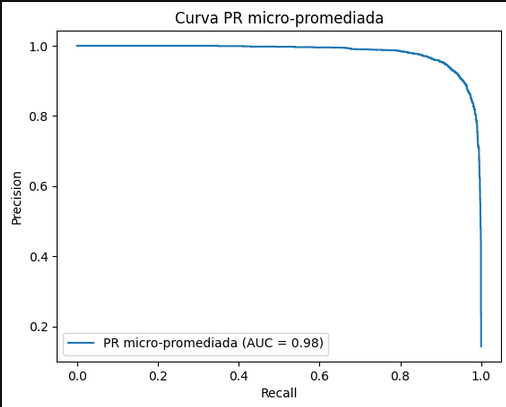 Curva PR micro-promediada
Precision
1.0
0.8
0.6
0.4
0.2
PR micro-promediada (AUC = 0.98)
0.0 0.2 0.4 0.6 0.8 1.0
Recall